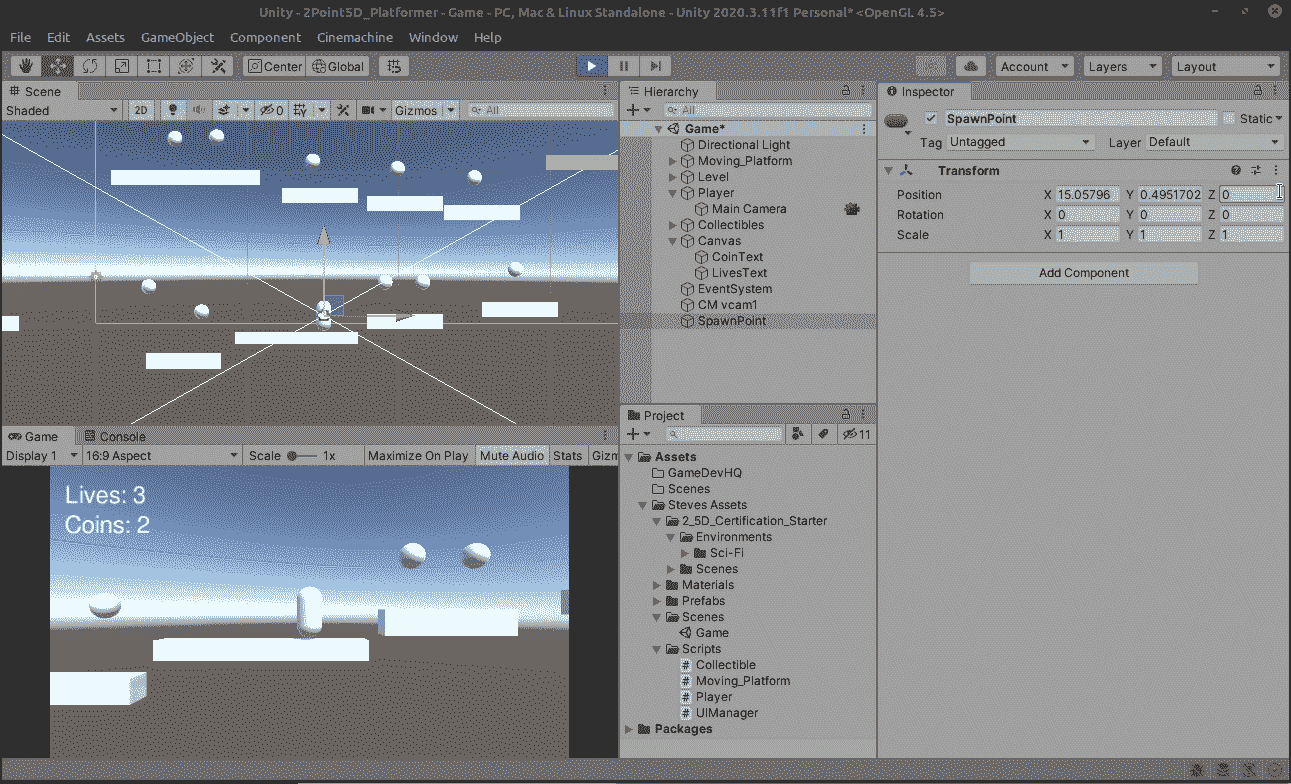 Unity - 2Point5D_Platformer - Game - PC, Mac & Linux Standalone - Unity 2020.3.11f1 Personal* <OpenGL 4.5>
File Edit Assets GameObject Component Cinemachine Window Help
Center Global Account Layers Layout
Scene
Shaded 2D 0 Gizmos All
Hierarchy
All
Game*
Directional Light
Moving_Platform
Level
Player
Main Camera
Collectibles
Canvas
CoinText
LivesText
EventSystem
CM vcam1
SpawnPoint
Inspector
SpawnPoint Static
Tag Untagged Layer Default
Transform
Position X 15.05796 Y 0.4951702 Z 0
Rotation X 0 Y 0 Z 0
Scale X 1 Y 1 Z 1
Add Component
Game Console
Display 1 16:9 Aspect Scale 1x Maximize On Play Mute Audio Stats Gizm
Lives: 3
Coins: 2
Project
11
Assets
GameDevHQ
Scenes
Steves Assets
2_5D_Certification_Starter
Environments
Sci-Fi
Scenes
Materials
Prefabs
Scenes
Game
Scripts
# Collectible
# Moving_Platform
# Player
# UIManager
Packages